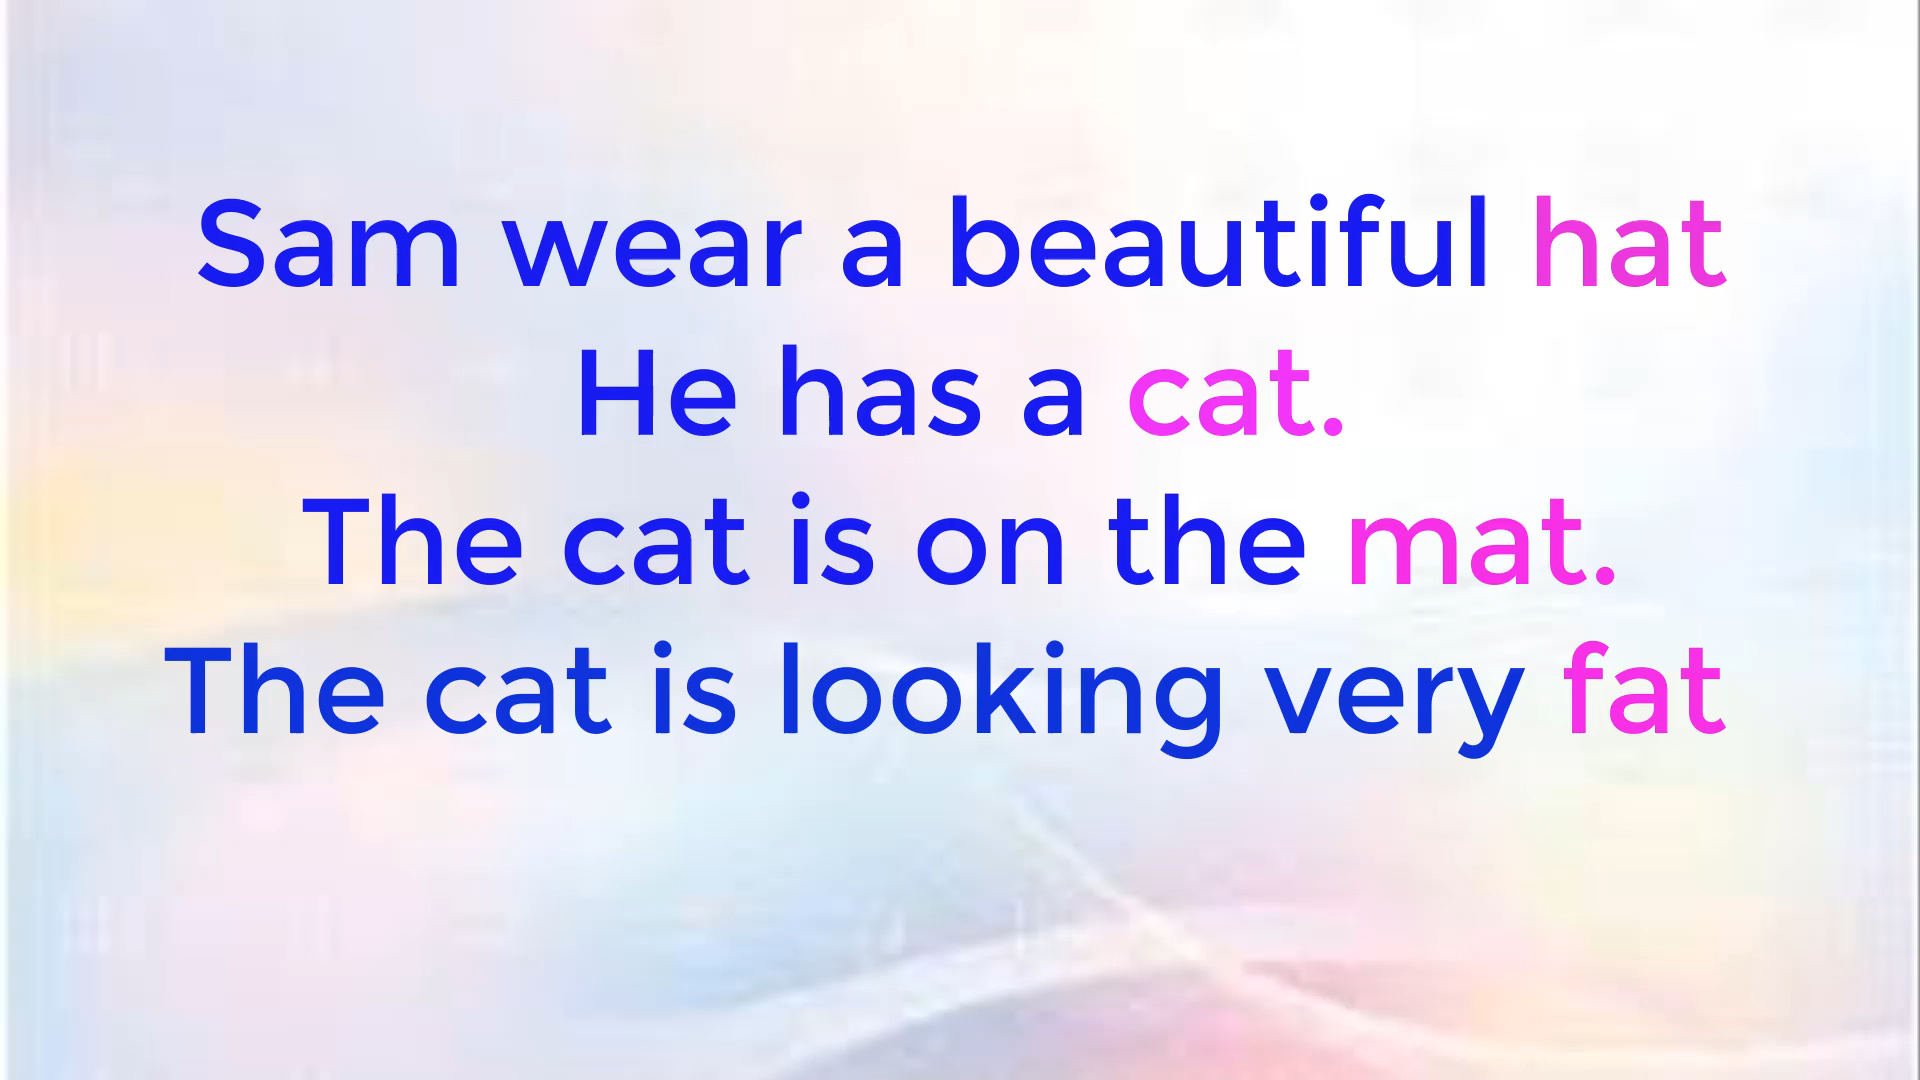 Sam wear a beautiful hat
He has a cat.
The cat is on the mat.
The cat is looking very fat